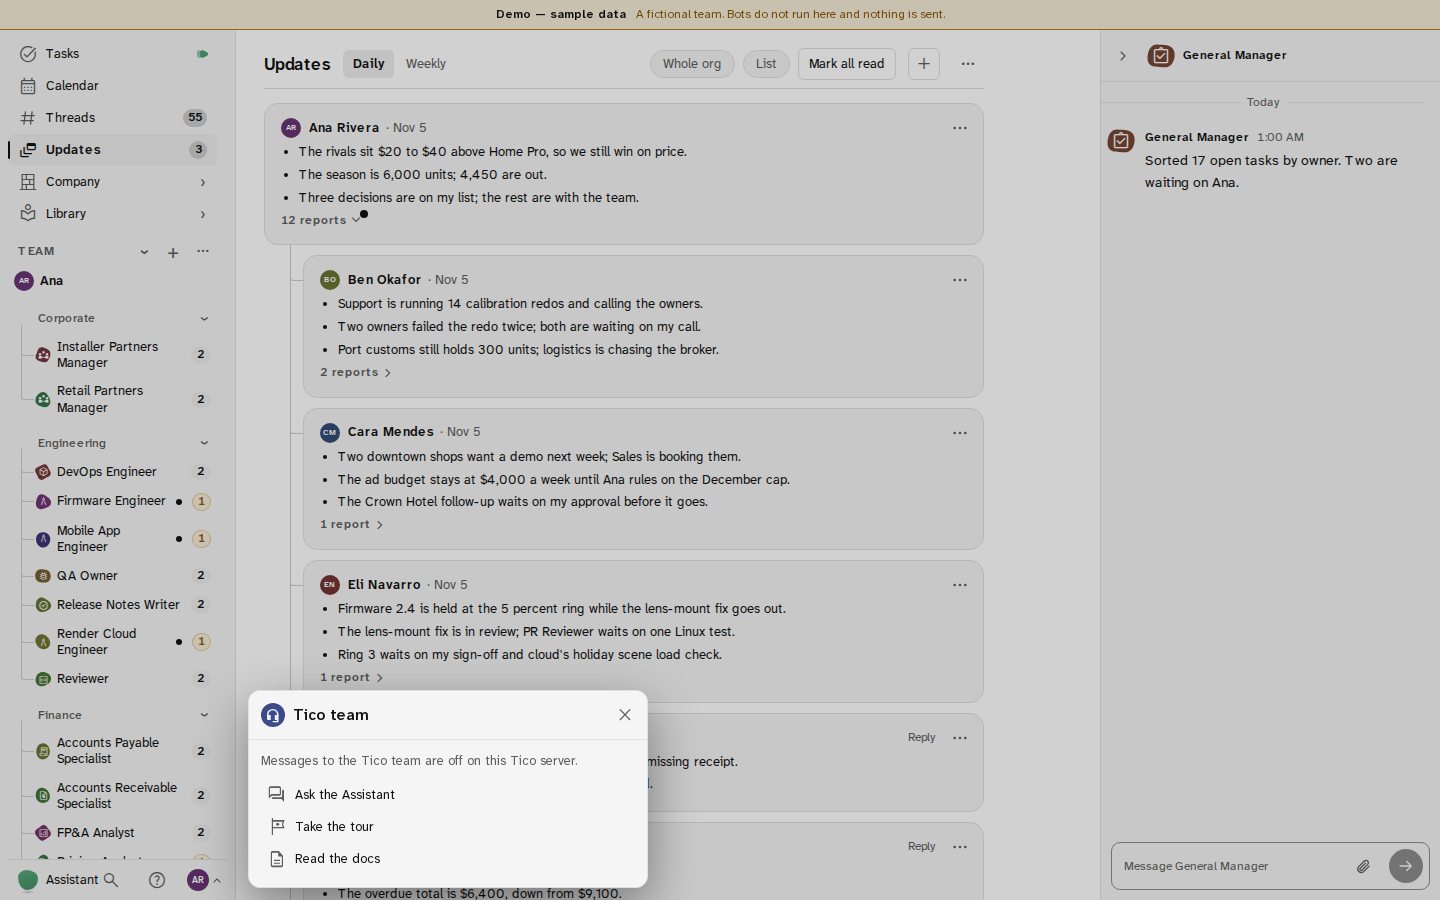 Demo — sample data A fictional team. Bots do not run here and nothing is sent.
Tasks
Calendar
Threads 55
Updates 3
Company
Library
TEAM
AR Ana
Corporate
Installer Partners Manager 2
Retail Partners Manager 2
Engineering
DevOps Engineer 2
Firmware Engineer 1
Mobile App Engineer 1
QA Owner 2
Release Notes Writer 2
Render Cloud Engineer 1
Reviewer 2
Finance
Accounts Payable Specialist 2
Accounts Receivable Specialist 2
FP&A Analyst 2
Assistant
AR
Updates Daily Weekly Whole org List Mark all read
AR Ana Rivera · Nov 5
• The rivals sit $20 to $40 above Home Pro, so we still win on price.
• The season is 6,000 units; 4,450 are out.
• Three decisions are on my list; the rest are with the team.
12 reports
BO Ben Okafor · Nov 5
• Support is running 14 calibration redos and calling the owners.
• Two owners failed the redo twice; both are waiting on my call.
• Port customs still holds 300 units; logistics is chasing the broker.
2 reports
CM Cara Mendes · Nov 5
• Two downtown shops want a demo next week; Sales is booking them.
• The ad budget stays at $4,000 a week until Ana rules on the December cap.
• The Crown Hotel follow-up waits on my approval before it goes.
1 report
EN Eli Navarro · Nov 5
• Firmware 2.4 is held at the 5 percent ring while the lens-mount fix goes out.
• The lens-mount fix is in review; PR Reviewer waits on one Linux test.
• Ring 3 waits on my sign-off and cloud's holiday scene load check.
1 report
Reply
missing receipt.
Reply
• The overdue total is $6,400, down from $9,100.
Tico team
Messages to the Tico team are off on this Tico server.
Ask the Assistant
Take the tour
Read the docs
General Manager
Today
General Manager 1:00 AM
Sorted 17 open tasks by owner. Two are
waiting on Ana.
Message General Manager